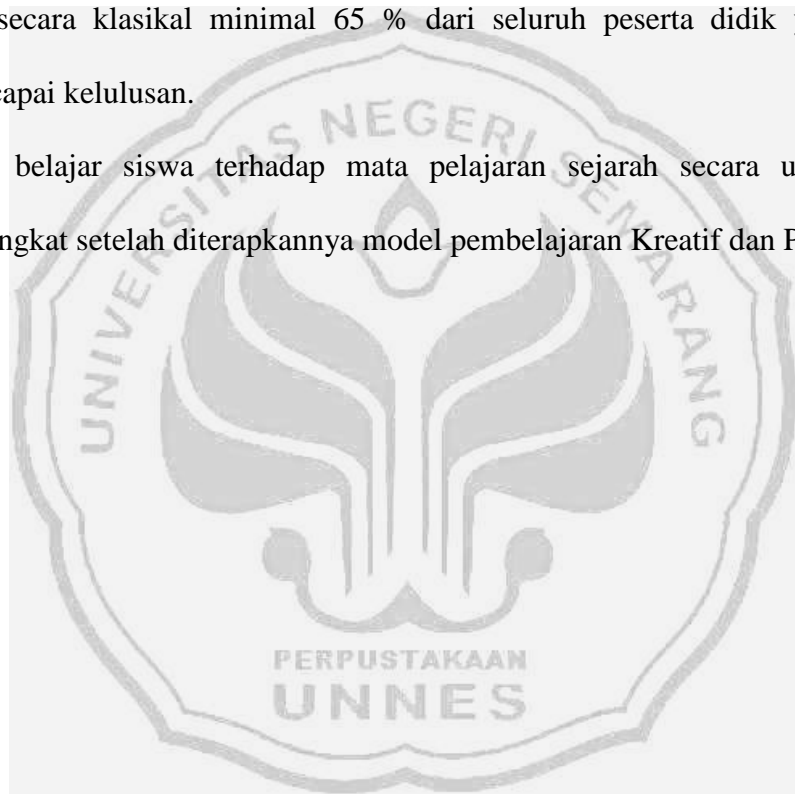 secara klasikal minimal 65 % dari seluruh peserta didik
capai kelulusan.
belajar siswa terhadap mata pelajaran sejarah secara u
ngkat setelah diterapkannya model pembelajaran Kreatif dan P
UNIVERSITAS NEGERI SEMARANG
PERPUSTAKAAN
UNNES